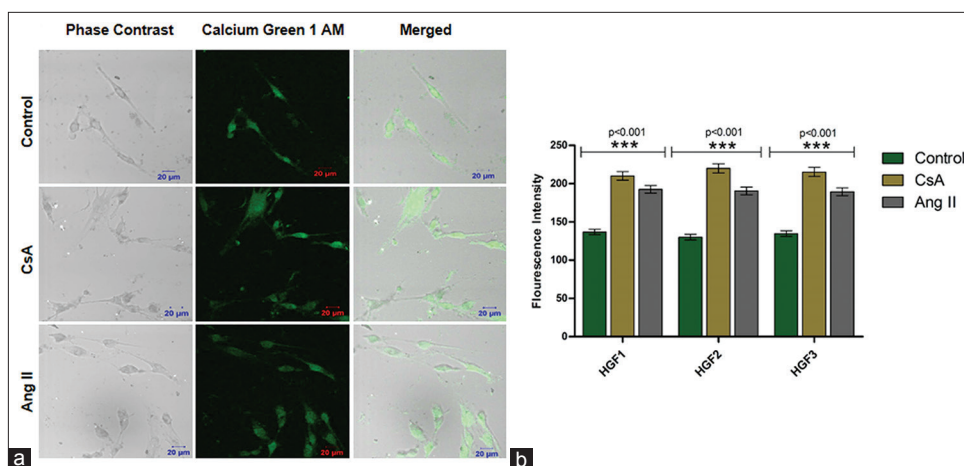 Phase Contrast Calcium Green 1 AM Merged
Control
20 µm 20 µm 20 µm
CsA
20 µm 20 µm 20 µm
Ang II
20 µm 20 µm 20 µm
a
p<0.001 p<0.001 p<0.001
*** *** ***
Flourescence Intensity
250
200
150
100
50
0
HGF1 HGF2 HGF3
Control
CsA
Ang II
b